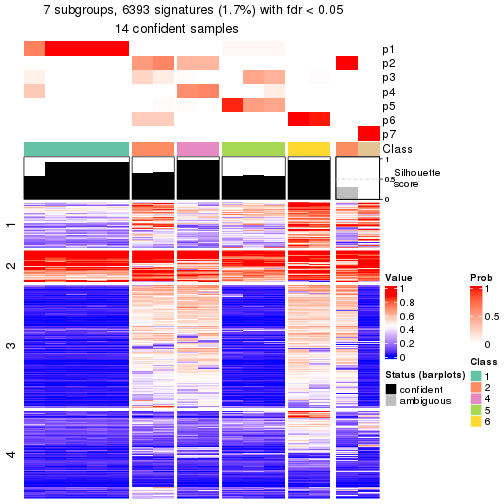 7 subgroups, 6393 signatures (1.7%) with fdr < 0.05
14 confident samples
p1
p2
p3
p4
p5
p6
p7
Class
1
0.5
0
Silhouette
score
1
2
3
4
Value
1
0.8
0.6
0.4
0.2
0
Status (barplots)
confident
ambiguous
Prob
1
0.5
0
Class
1
2
4
5
6